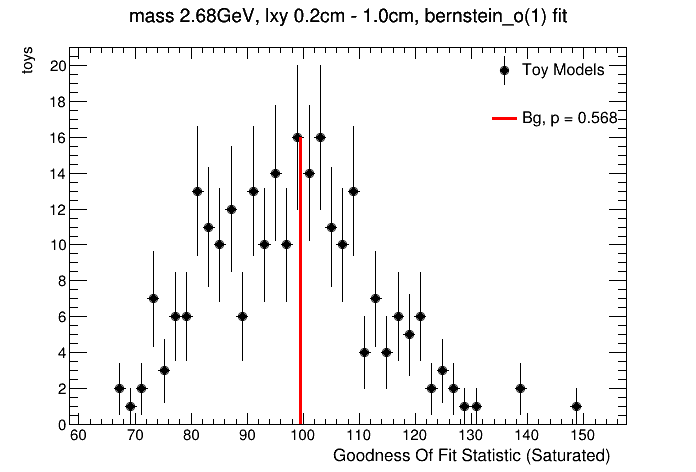 mass 2.68GeV, lxy 0.2cm - 1.0cm, bernstein_o(1) fit
toys
20
18
16
14
12
10
8
6
4
2
0
Toy Models
Bg, p = 0.568
60 70 80 90 100 110 120 130 140 150
Goodness Of Fit Statistic (Saturated)